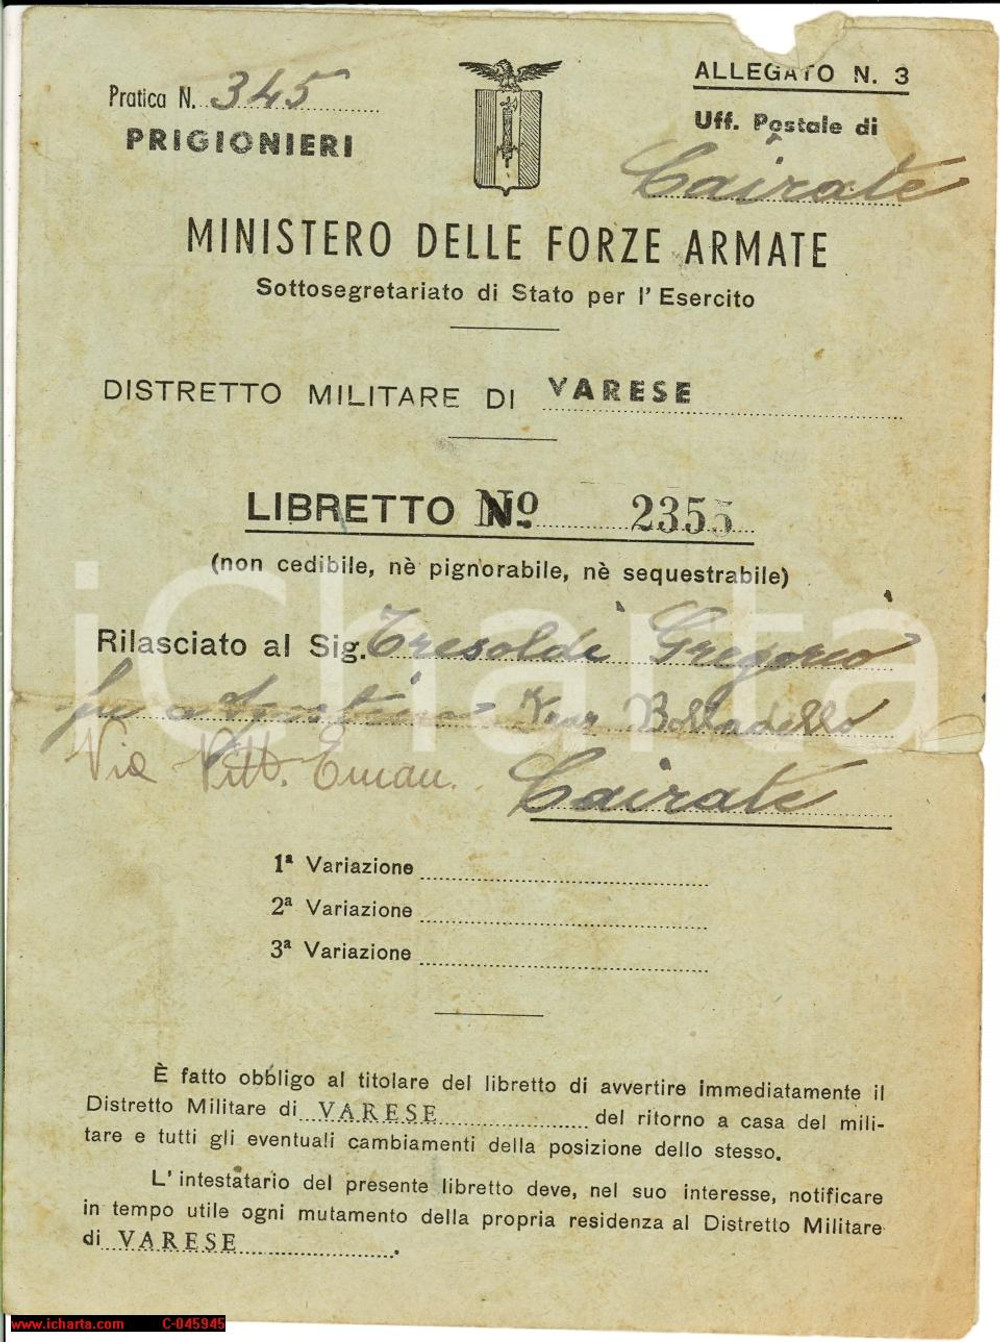 Pratica N. 345
PRIGIONIERI
ALLEGATO N. 3
Uff. Postale di
Cairate
MINISTERO DELLE FORZE ARMATE
Sottosegretariato di Stato per l' Esercito
DISTRETTO MILITARE DI VARESE
LIBRETTO No 2355
(non cedibile, nè pignorabile, nè sequestrabile)
Rilasciato al Sig. Tresoldi Gregorio
fu Agostino Bolladello
Via Vitt. Eman.
Cairate
1ª Variazione
2ª Variazione
3ª Variazione
È fatto obbligo al titolare del libretto di avvertire immediatamente il
Distretto Militare di VARESE del ritorno a casa del mili-
tare e tutti gli eventuali cambiamenti della posizione dello stesso.
L' intestatario del presente libretto deve, nel suo interesse, notificare
in tempo utile ogni mutamento della propria residenza al Distretto Militare
di VARESE.
iCharta
www.icharta.com C-045945